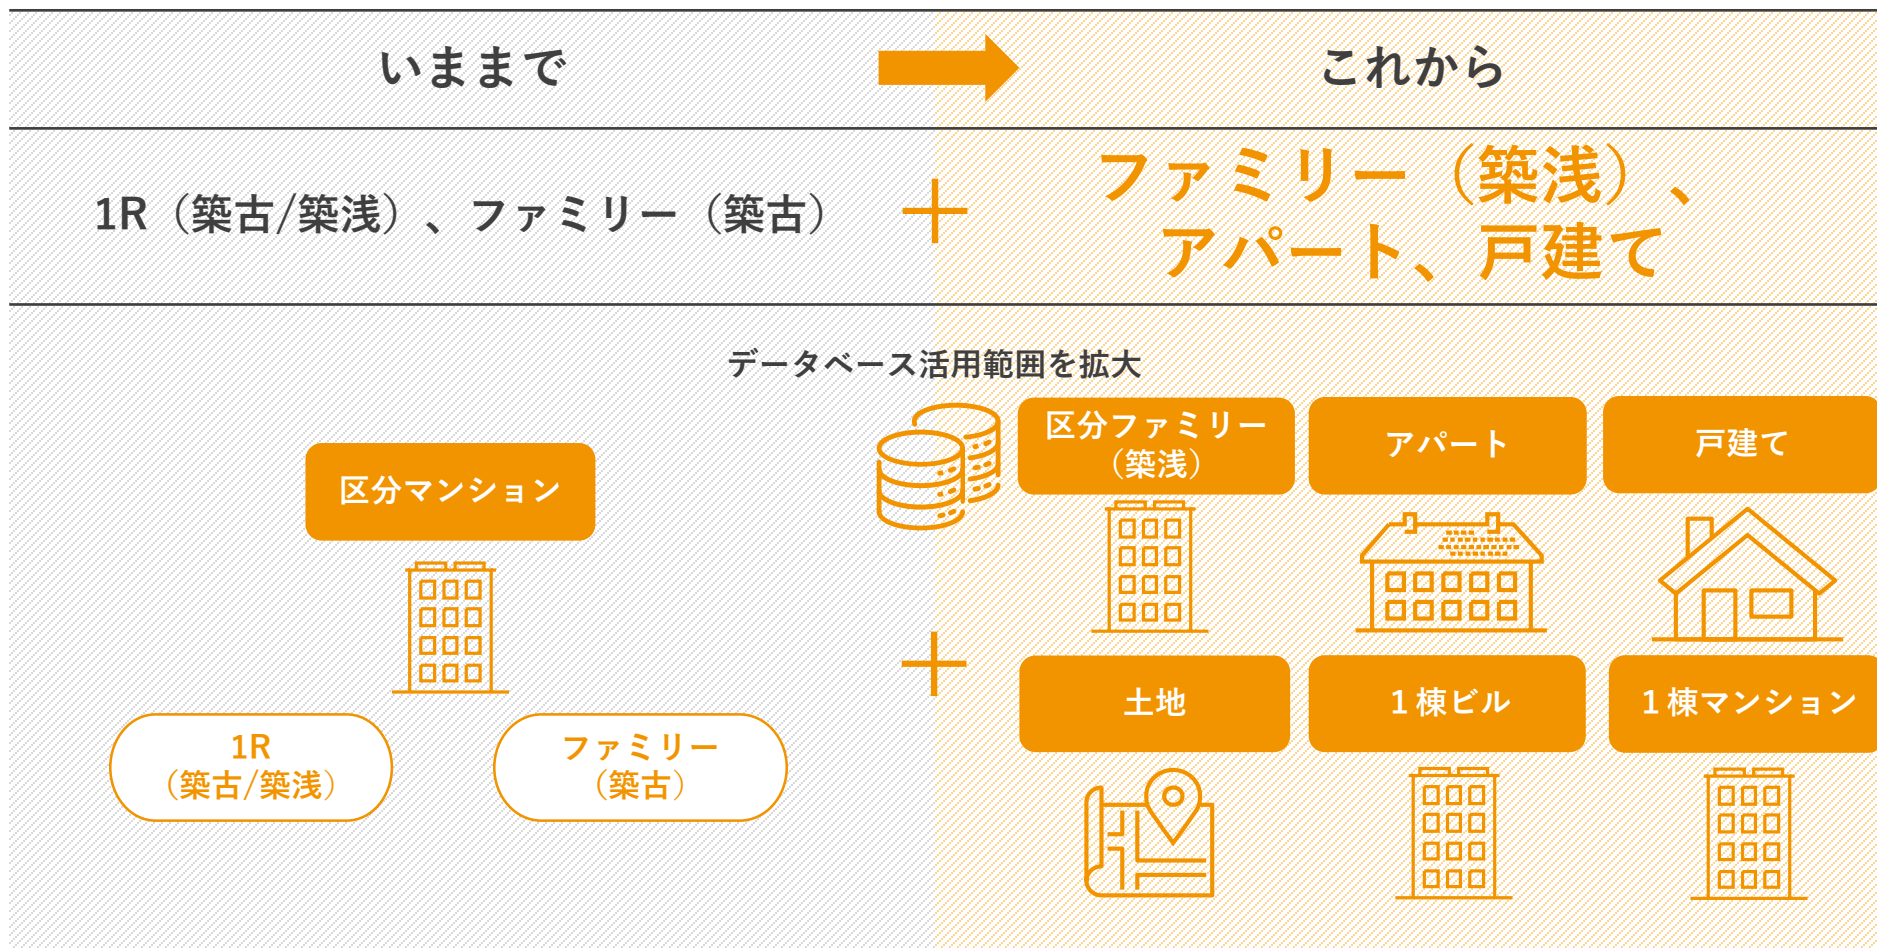 いままで
これから
1R（築古/築浅）、ファミリー（築古）
ファミリー（築浅）、
アパート、戸建て
データベース活用範囲を拡大
区分マンション
1R
（築古/築浅）
ファミリー
（築古）
区分ファミリー
（築浅）
アパート
戸建て
土地
１棟ビル
１棟マンション